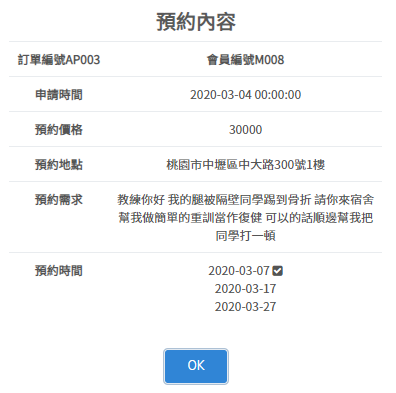 預約內容
訂單編號AP003 會員編號M008
申請時間 2020-03-04 00:00:00
預約價格 30000
預約地點 桃園市中壢區中大路300號1樓
預約需求 教練你好 我的腿被隔壁同學踢到骨折 請你來宿舍
幫我做簡單的重訓當作復健 可以的話順邊幫我把
同學打一頓
預約時間 2020-03-07
2020-03-17
2020-03-27
OK